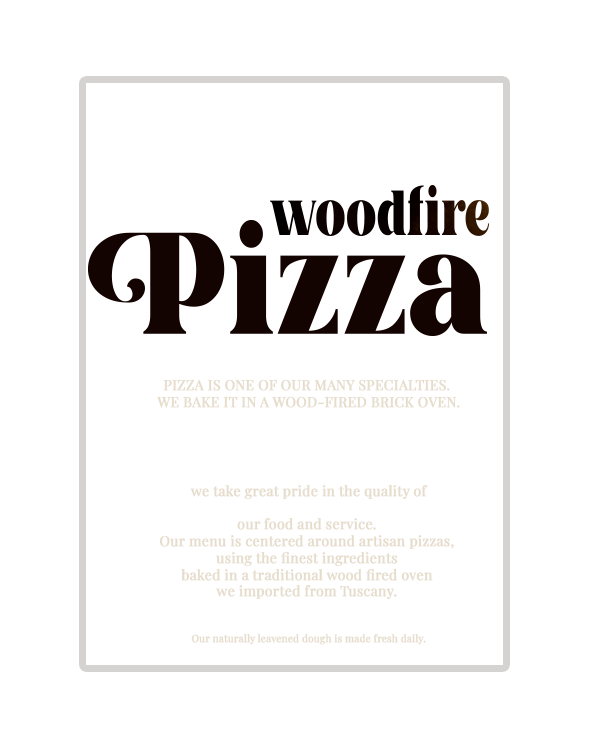 woodfire
Pizza
PIZZA IS ONE OF OUR MANY SPECIALTIES.
WE BAKE IT IN A WOOD-FIRED BRICK OVEN.
we take great pride in the quality of
our food and service.
Our menu is centered around artisan pizzas,
using the finest ingredients
baked in a traditional wood fired oven
we imported from Tuscany.
Our naturally leavened dough is made fresh daily.